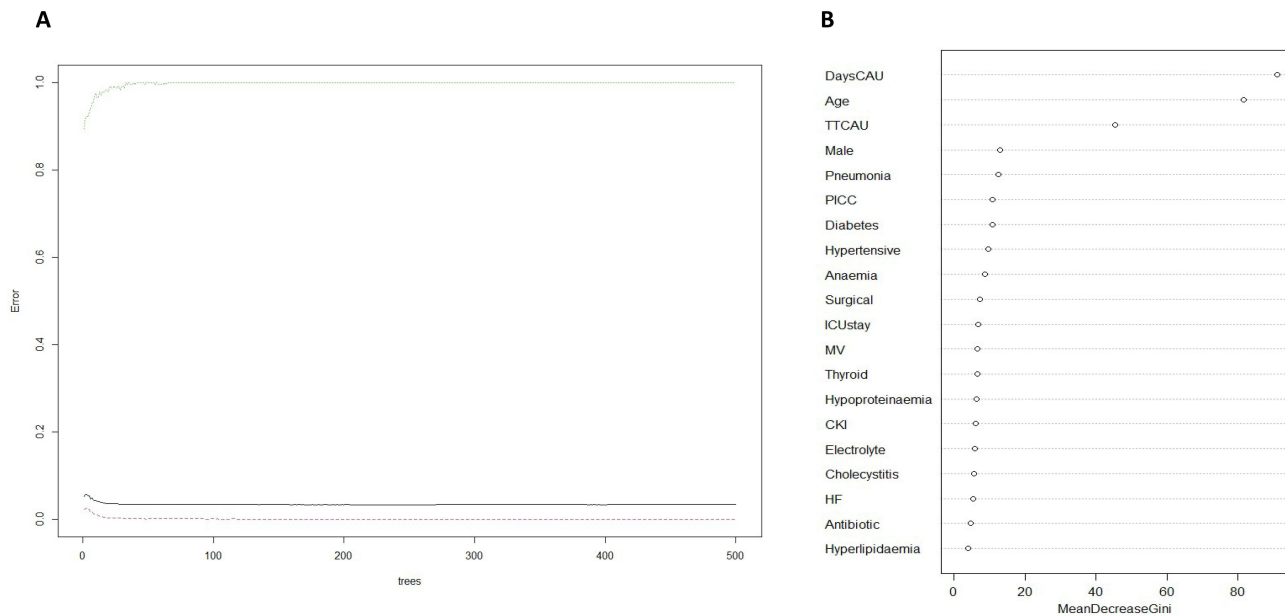 A
1.0
0.8
0.6
0.4
0.2
0.0
Error
0 100 200 300 400 500
trees
B
DaysCAU
Age
TTCAU
Male
Pneumonia
PICC
Diabetes
Hypertensive
Anaemia
Surgical
ICUstay
MV
Thyroid
Hypoproteinaemia
CKI
Electrolyte
Cholecystitis
HF
Antibiotic
Hyperlipidaemia
0 20 40 60 80
MeanDecreaseGini